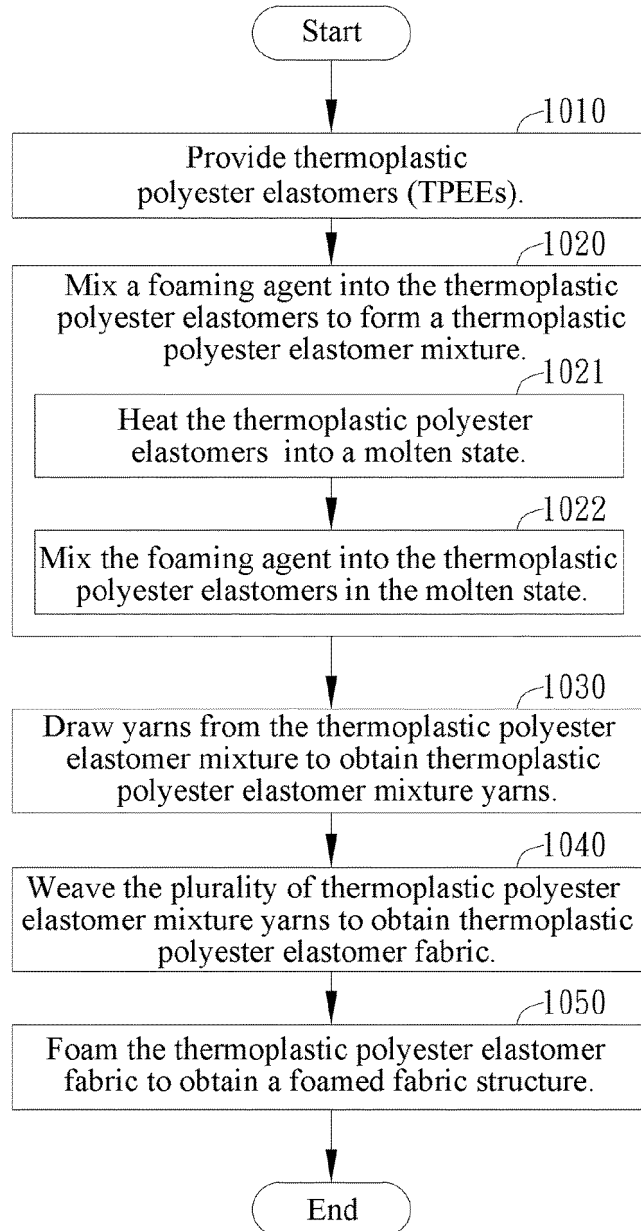 Start
1010
Provide thermoplastic
polyester elastomers (TPEEs).
1020
Mix a foaming agent into the thermoplastic
polyester elastomers to form a thermoplastic
polyester elastomer mixture.
1021
Heat the thermoplastic polyester
elastomers into a molten state.
1022
Mix the foaming agent into the thermoplastic
polyester elastomers in the molten state.
1030
Draw yarns from the thermoplastic polyester
elastomer mixture to obtain thermoplastic
polyester elastomer mixture yarns.
1040
Weave the plurality of thermoplastic polyester
elastomer mixture yarns to obtain thermoplastic
polyester elastomer fabric.
1050
Foam the thermoplastic polyester elastomer
fabric to obtain a foamed fabric structure.
End